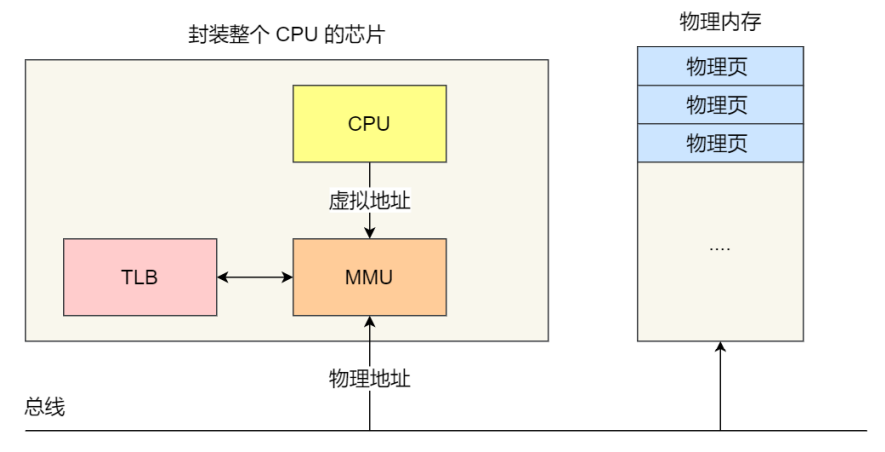 封装整个 CPU 的芯片
物理内存
物理页
物理页
物理页
CPU
虚拟地址
TLB
MMU
....
物理地址
总线